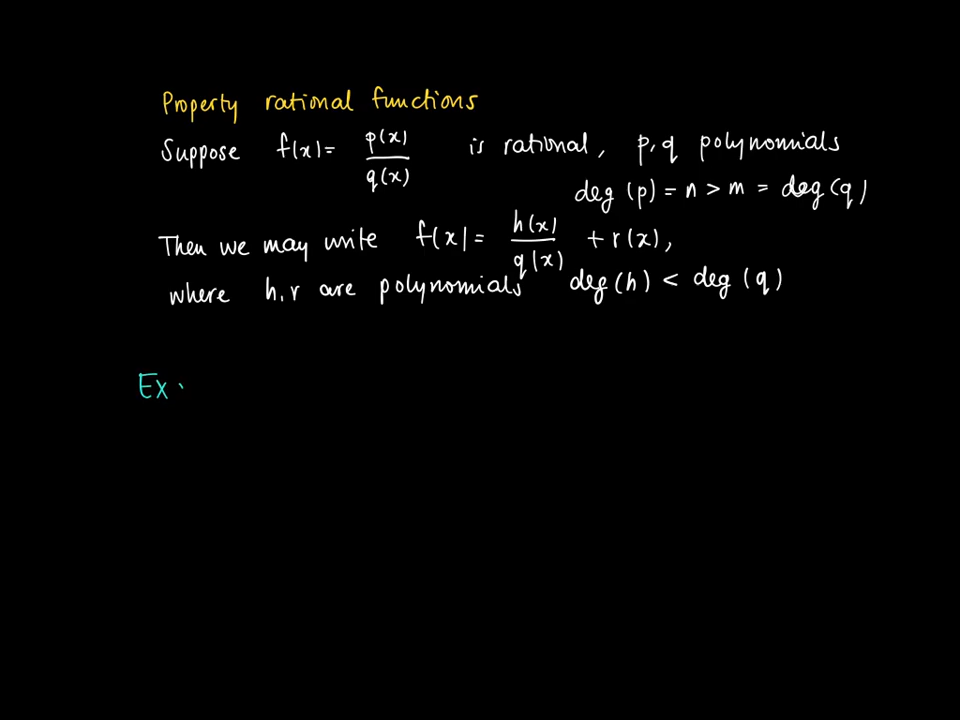 Property rational functions
Suppose f(x) = p(x)/q(x) is rational, p, q polynomials
deg (p) = n > m = deg (q)
Then we may write f(x) = h(x)/q(x) + r(x),
where h, r are polynomials deg (h) < deg (q)
Ex.